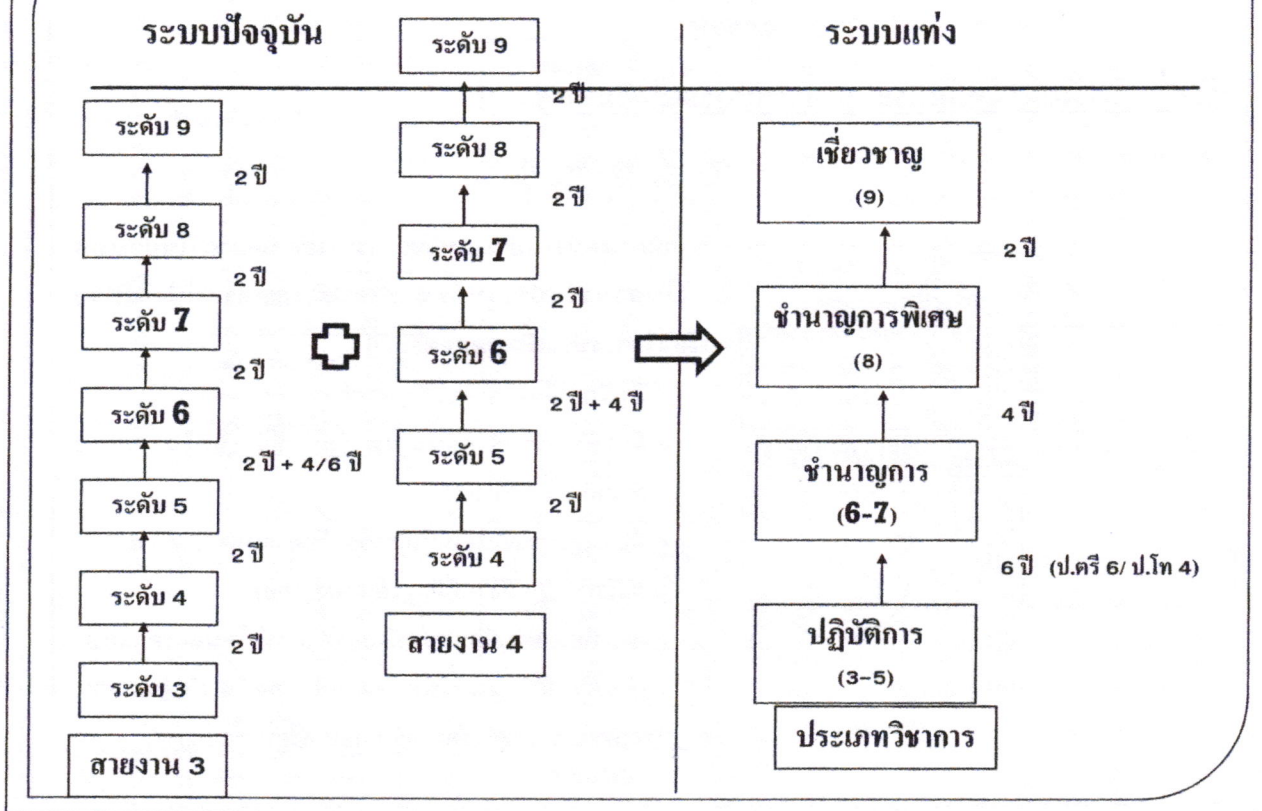 ระบบปัจจุบัน
ระดับ 9
2 ปี
ระดับ 8
2 ปี
ระดับ 7
2 ปี
ระดับ 6
2 ปี + 4/6 ปี
ระดับ 5
2 ปี
ระดับ 4
2 ปี
ระดับ 3
สายงาน 3
ระดับ 9
2 ปี
ระดับ 8
2 ปี
ระดับ 7
2 ปี
ระดับ 6
2 ปี + 4 ปี
ระดับ 5
2 ปี
ระดับ 4
สายงาน 4
ระบบแท่ง
เชี่ยวชาญ
(9)
2 ปี
ชำนาญการพิเศษ
(8)
4 ปี
ชำนาญการ
(6-7)
6 ปี (ป.ตรี 6/ ป.โท 4)
ปฏิบัติการ
(3-5)
ประเภทวิชาการ